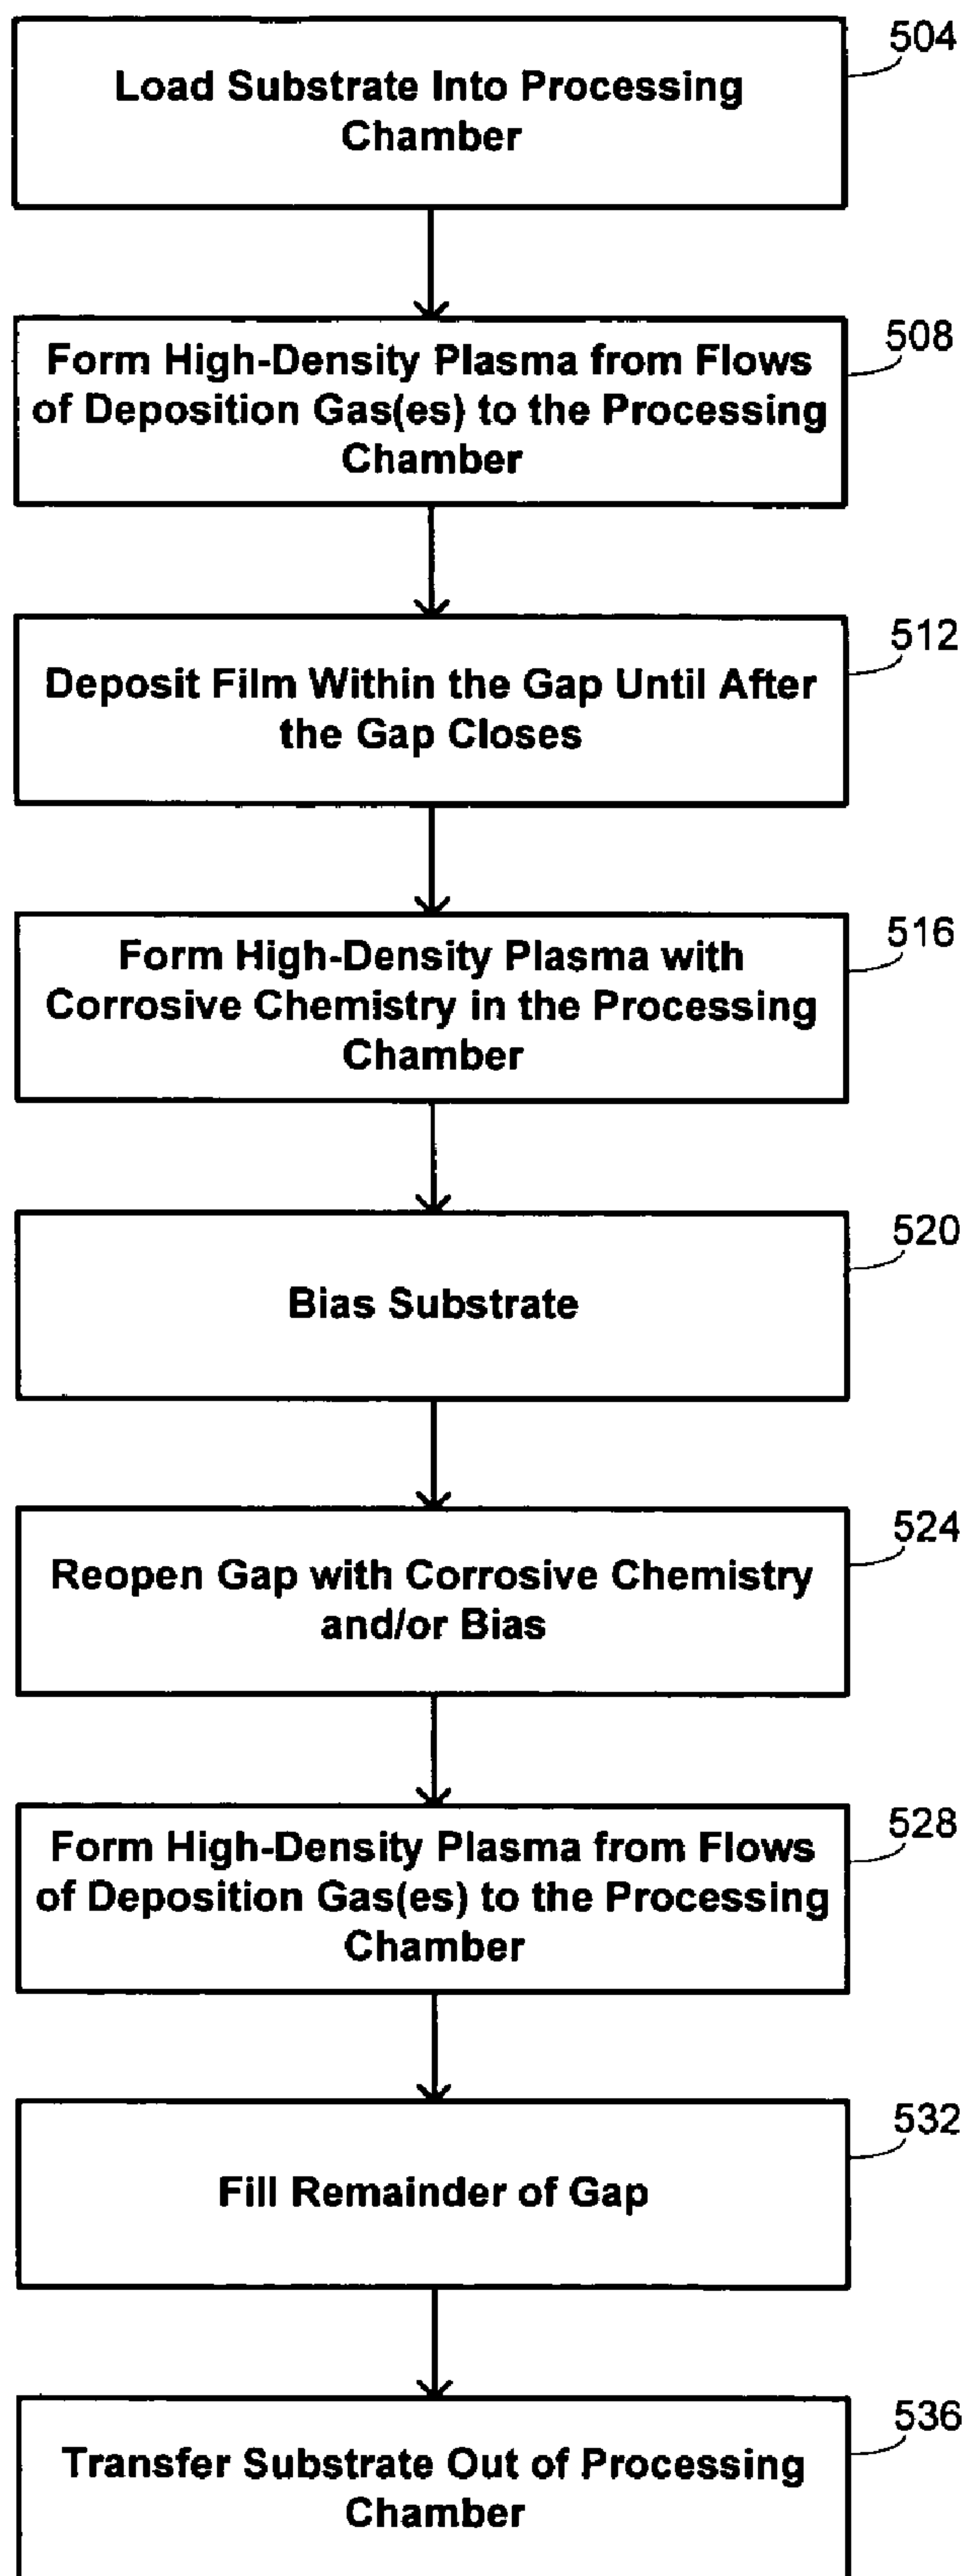 504
Load Substrate Into Processing
Chamber
508
Form High-Density Plasma from Flows
of Deposition Gas(es) to the Processing
Chamber
512
Deposit Film Within the Gap Until After
the Gap Closes
516
Form High-Density Plasma with
Corrosive Chemistry in the Processing
Chamber
520
Bias Substrate
524
Reopen Gap with Corrosive Chemistry
and/or Bias
528
Form High-Density Plasma from Flows
of Deposition Gas(es) to the Processing
Chamber
532
Fill Remainder of Gap
536
Transfer Substrate Out of Processing
Chamber